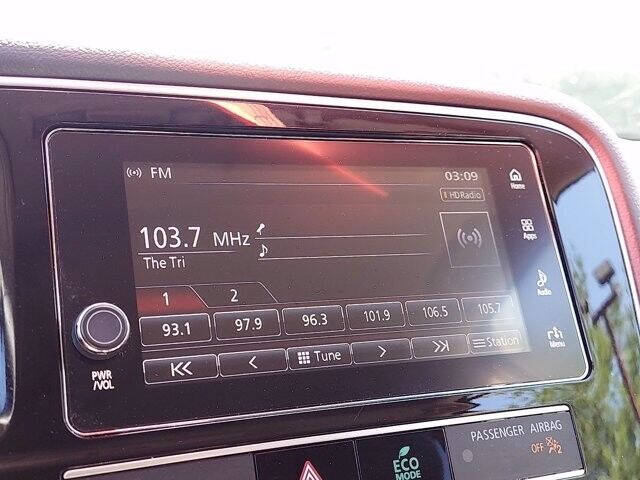 FM
03:09
HD Radio
Home
103.7 MHz
The Tri
Apps
1 2
Audio
93.1 97.9 96.3 101.9 106.5 105.7
Tune Station
Menu
PWR
/VOL
PASSENGER AIRBAG
OFF 2
ECO
MODE